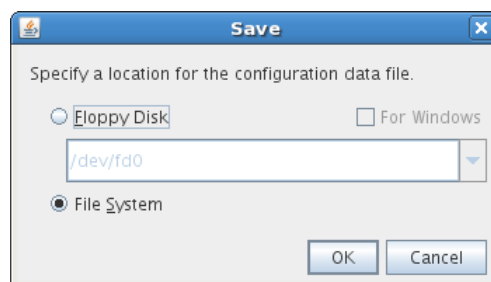 Save
Specify a location for the configuration data file.
Floppy Disk
For Windows
/dev/fd0
File System
OK
Cancel